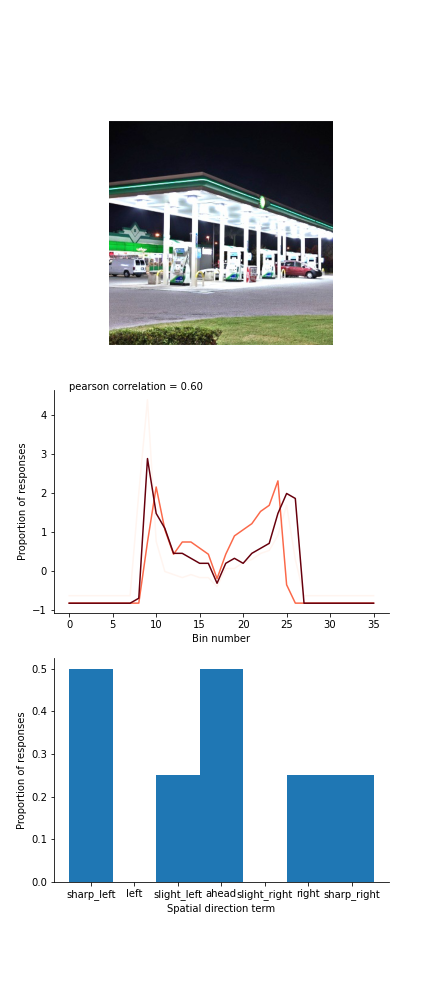 pearson correlation = 0.60
Proportion of responses
4
3
2
1
0
−1
0 5 10 15 20 25 30 35
Bin number
Proportion of responses
0.5
0.4
0.3
0.2
0.1
0.0
sharp_left left slight_left ahead slight_right right sharp_right
Spatial direction term